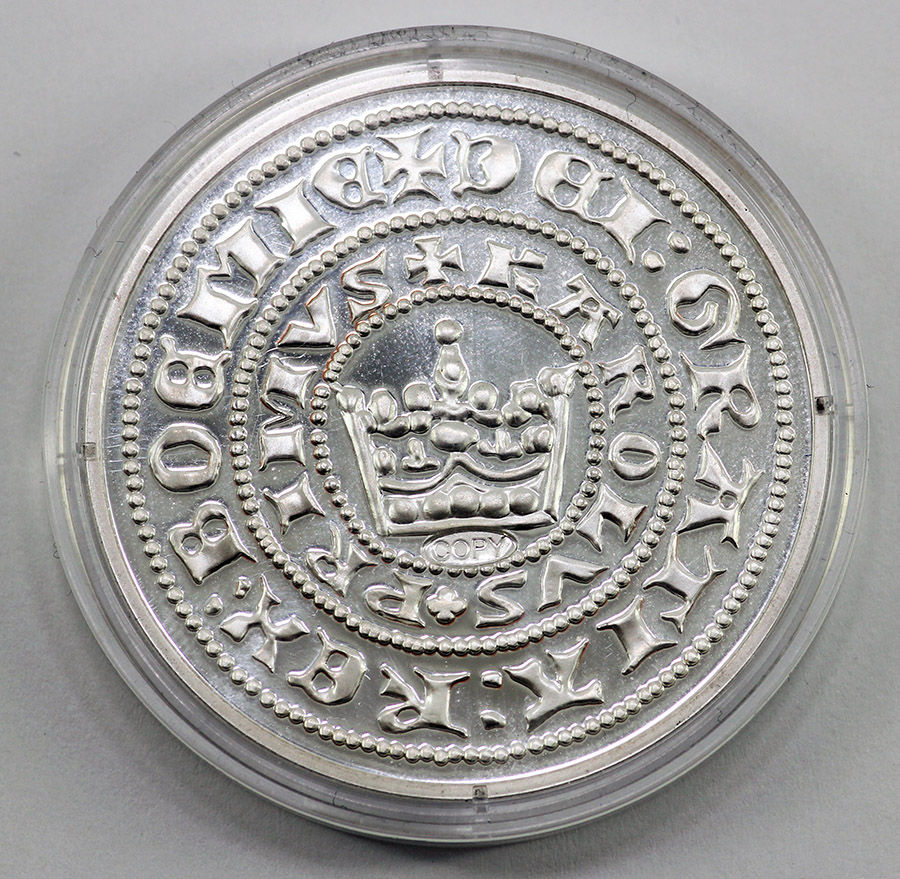 ✠DEI:GRATIA:REX:BOEMIE
✠KAROLVS PRIMVS
COPY